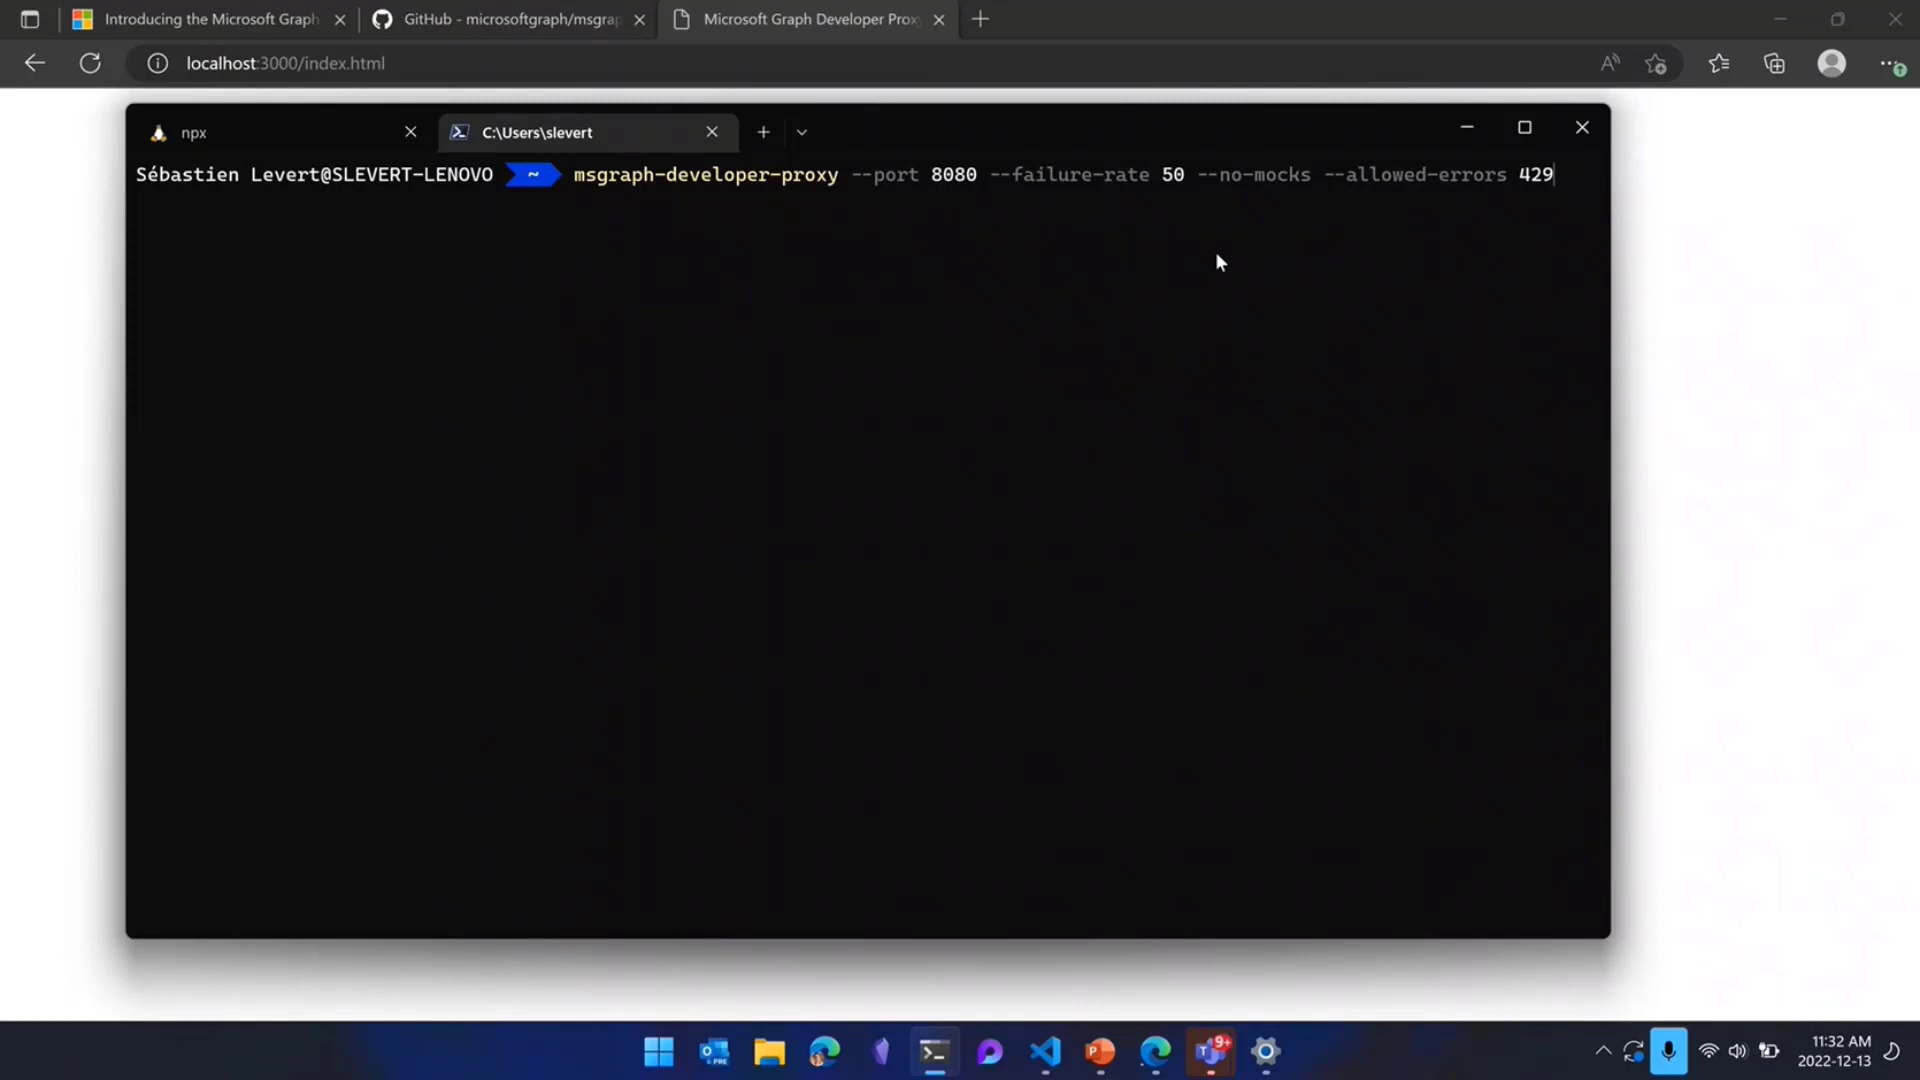 Introducing the Microsoft Graph
GitHub - microsoftgraph/msgrap
Microsoft Graph Developer Prox
localhost:3000/index.html
npx
C:\Users\slevert
Sébastien Levert@SLEVERT-LENOVO ~ msgraph-developer-proxy --port 8080 --failure-rate 50 --no-mocks --allowed-errors 429
PRE
9+
11:32 AM
2022-12-13